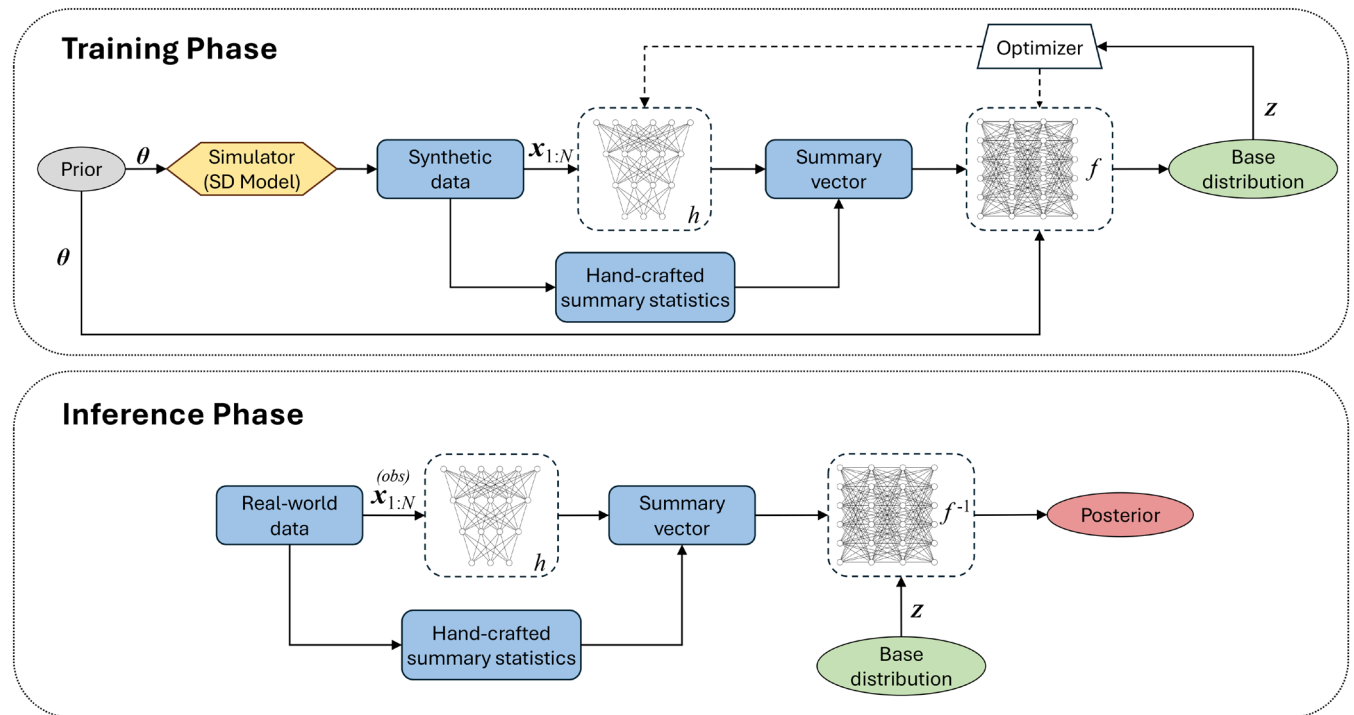 Training Phase
Optimizer
z
Prior
θ
Simulator
(SD Model)
Synthetic
data
x1:N
h
Summary
vector
f
Base
distribution
θ
Hand-crafted
summary statistics
Inference Phase
Real-world
data
(obs)
x1:N
h
Summary
vector
f-1
Posterior
z
Hand-crafted
summary statistics
Base
distribution